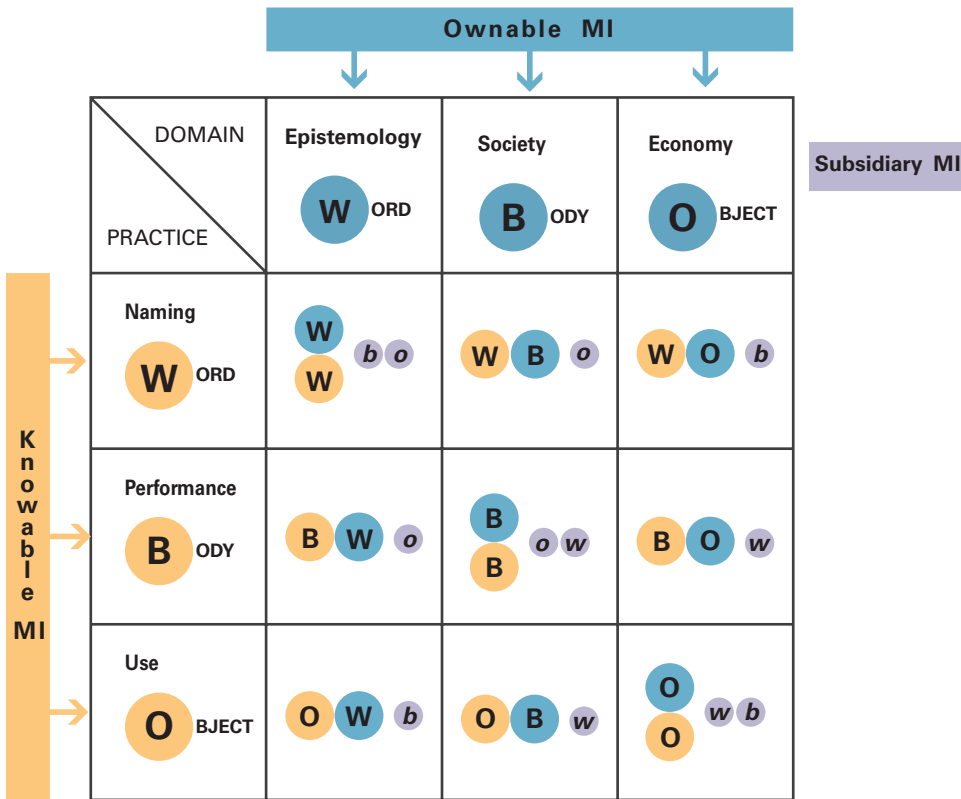 Ownable MI
DOMAIN
PRACTICE
Epistemology
W ORD
Society
B ODY
Economy
O BJECT
Subsidiary MI
Knowable MI
Naming
W ORD
W
W
b o
W B o
W O b
Performance
B ODY
B W o
B
B
o w
B O w
Use
O BJECT
O W b
O B w
O
O
w b